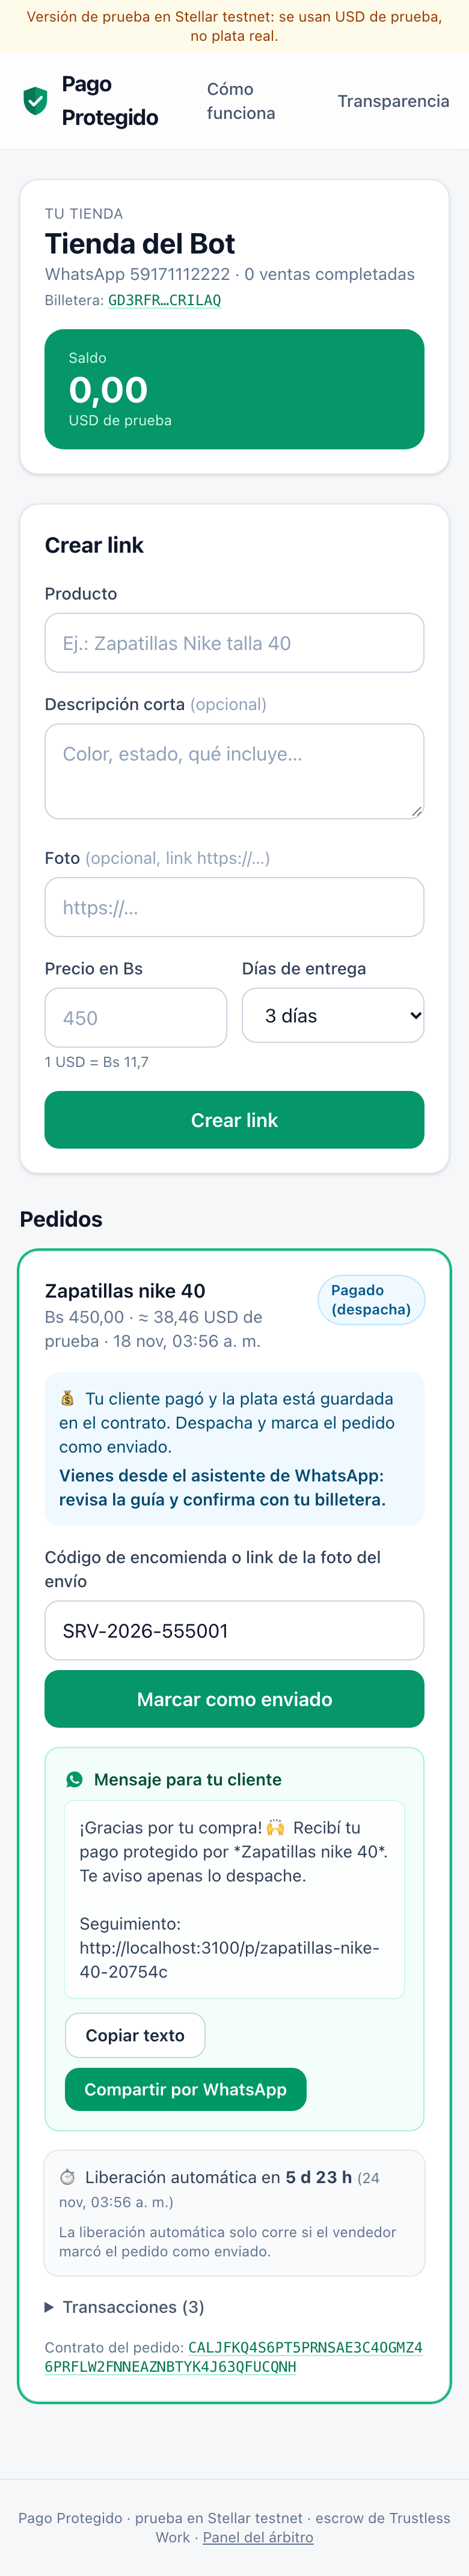 Versión de prueba en Stellar testnet: se usan USD de prueba,
no plata real.
Pago
Protegido
Cómo
funciona
Transparencia
TU TIENDA
Tienda del Bot
WhatsApp 59171112222 · 0 ventas completadas
Billetera: GD3RFR…CRILAQ
Saldo
0,00
USD de prueba
Crear link
Producto
Ej.: Zapatillas Nike talla 40
Descripción corta (opcional)
Color, estado, qué incluye...
Foto (opcional, link https://...)
https://...
Precio en Bs
Días de entrega
450
3 días
1 USD = Bs 11,7
Crear link
Pedidos
Zapatillas nike 40
Pagado
(despacha)
Bs 450,00 · ≈ 38,46 USD de
prueba · 18 nov, 03:56 a. m.
💰 Tu cliente pagó y la plata está guardada
en el contrato. Despacha y marca el pedido
como enviado.
Vienes desde el asistente de WhatsApp:
revisa la guía y confirma con tu billetera.
Código de encomienda o link de la foto del
envío
SRV-2026-555001
Marcar como enviado
Mensaje para tu cliente
¡Gracias por tu compra! 🙌 Recibí tu
pago protegido por *Zapatillas nike 40*.
Te aviso apenas lo despache.
Seguimiento:
http://localhost:3100/p/zapatillas-nike-
40-20754c
Copiar texto
Compartir por WhatsApp
⏱ Liberación automática en 5 d 23 h (24
nov, 03:56 a. m.)
La liberación automática solo corre si el vendedor
marcó el pedido como enviado.
▶ Transacciones (3)
Contrato del pedido: CALJFKQ4S6PT5PRNSAE3C4OGMZ4
6PRFLW2FNNEAZNBTYK4J63QFUCQNH
Pago Protegido · prueba en Stellar testnet · escrow de Trustless
Work · Panel del árbitro